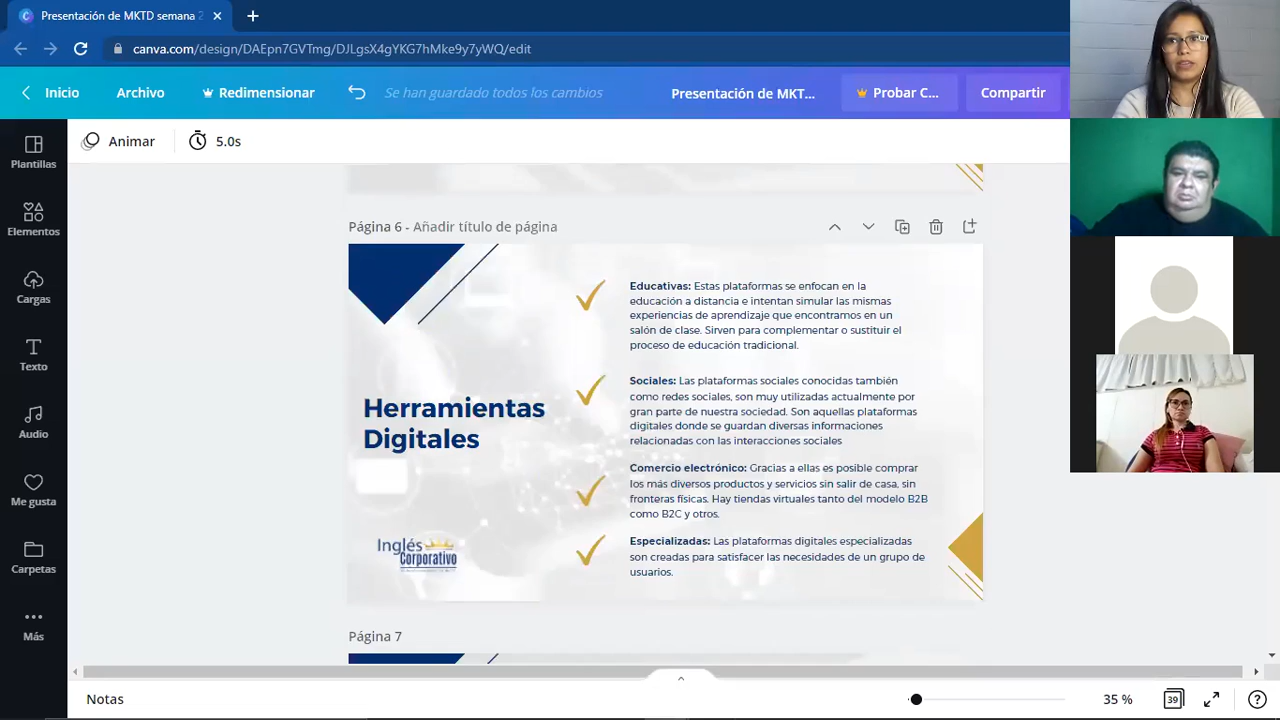 Presentación de MKTD semana 2
canva.com/design/DAEpn7GVTmg/DJLgsX4gYKG7hMke9y7yWQ/edit
Inicio
Archivo
Redimensionar
Se han guardado todos los cambios
Presentación de MKT...
Probar C...
Compartir
Animar
5.0s
Plantillas
Elementos
Cargas
Texto
Audio
Me gusta
Carpetas
Más
Página 6 - Añadir título de página
Herramientas
Digitales
Inglés
Corporativo
Educativas: Estas plataformas se enfocan en la
educación a distancia e intentan simular las mismas
experiencias de aprendizaje que encontramos en un
salón de clase. Sirven para complementar o sustituir el
proceso de educación tradicional.
Sociales: Las plataformas sociales conocidas también
como redes sociales, son muy utilizadas actualmente por
gran parte de nuestra sociedad. Son aquellas plataformas
digitales donde se guardan diversas informaciones
relacionadas con las interacciones sociales
Comercio electrónico: Gracias a ellas es posible comprar
los más diversos productos y servicios sin salir de casa, sin
fronteras físicas. Hay tiendas virtuales tanto del modelo B2B
como B2C y otros.
Especializadas: Las plataformas digitales especializadas
son creadas para satisfacer las necesidades de un grupo de
usuarios.
Página 7
Notas
35 %
39